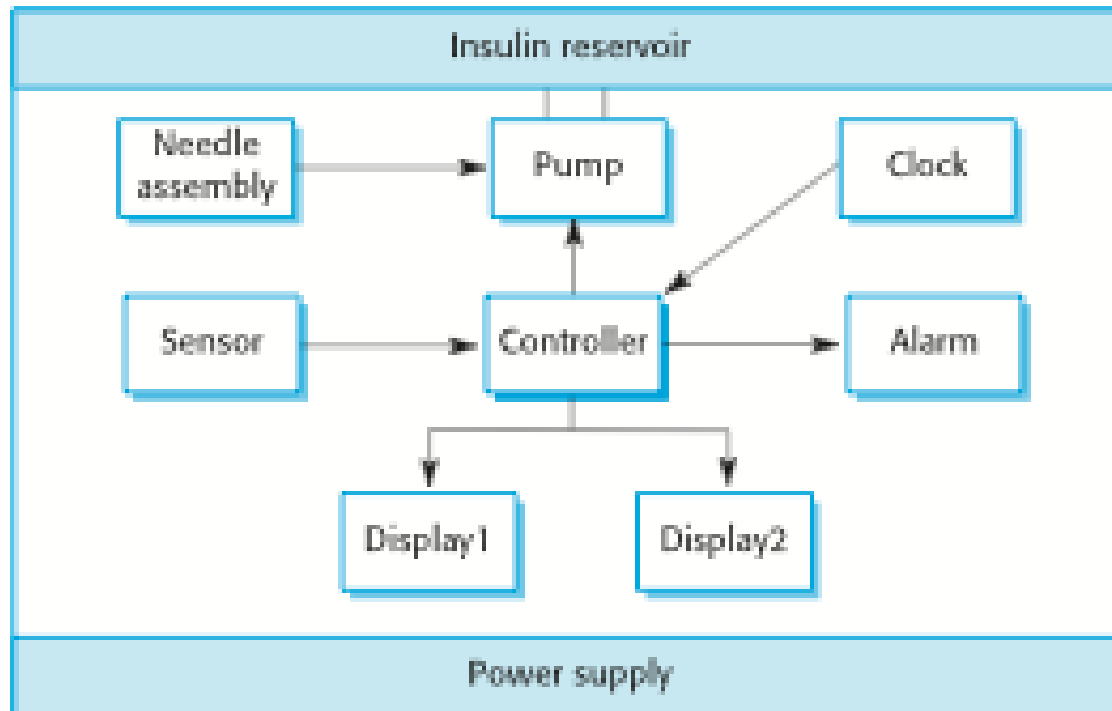 Insulin reservoir
Needle
assembly
Pump
Clock
Sensor
Controller
Alarm
Display1
Display2
Power supply